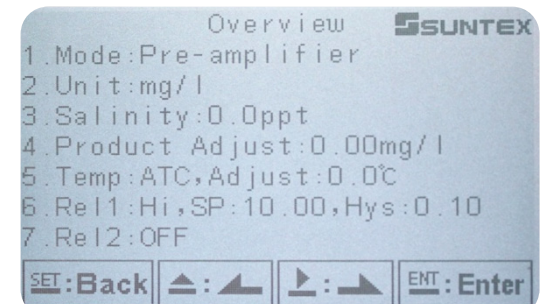 Overview SUNTEX
1.Mode:Pre-amplifier
2.Unit:mg/l
3.Salinity:0.0ppt
4.Product Adjust:0.00mg/l
5.Temp:ATC,Adjust:0.0℃
6.Rel1:Hi,SP:10.00,Hys:0.10
7.Rel2:OFF
SET:Back ▲: ◢ ▶: ◣ ENT:Enter